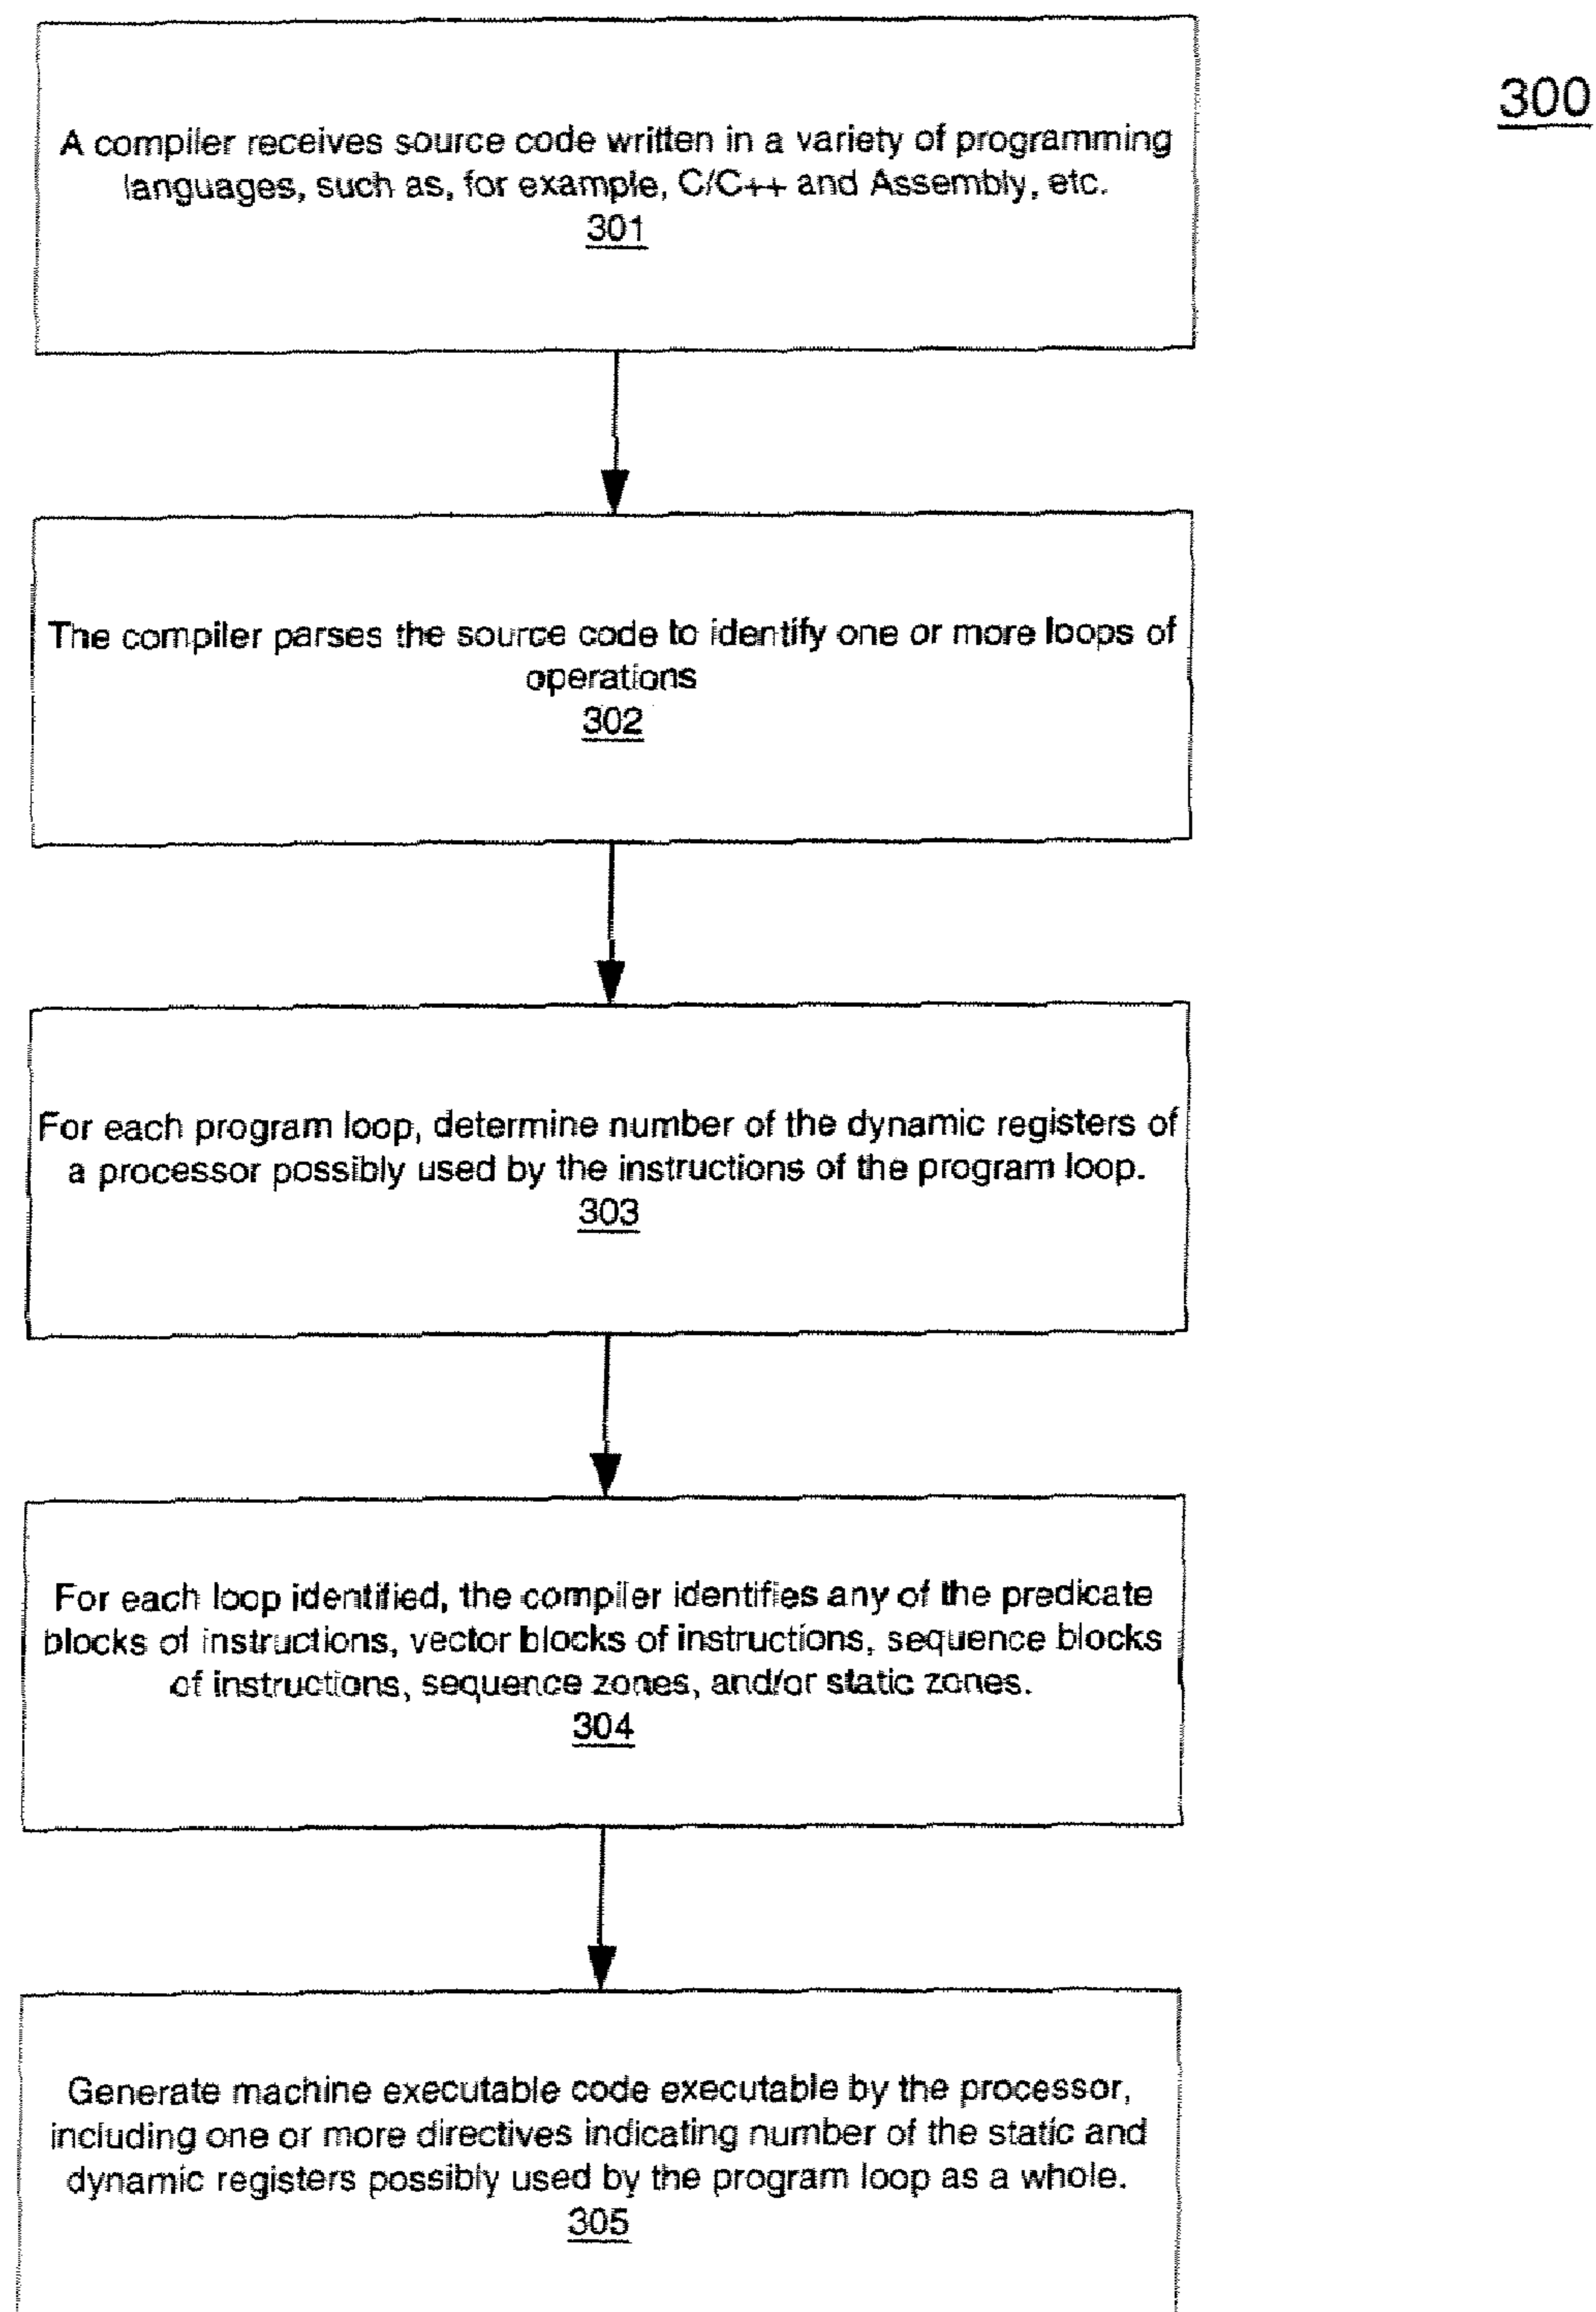 300
A compiler receives source code written in a variety of programming
languages, such as, for example, C/C++ and Assembly, etc.
301
The compiler parses the source code to identify one or more loops of
operations
302
For each program loop, determine number of the dynamic registers of
a processor possibly used by the instructions of the program loop.
303
For each loop identified, the compiler identifies any of the predicate
blocks of instructions, vector blocks of instructions, sequence blocks
of instructions, sequence zones, and/or static zones.
304
Generate machine executable code executable by the processor,
including one or more directives indicating number of the static and
dynamic registers possibly used by the program loop as a whole.
305